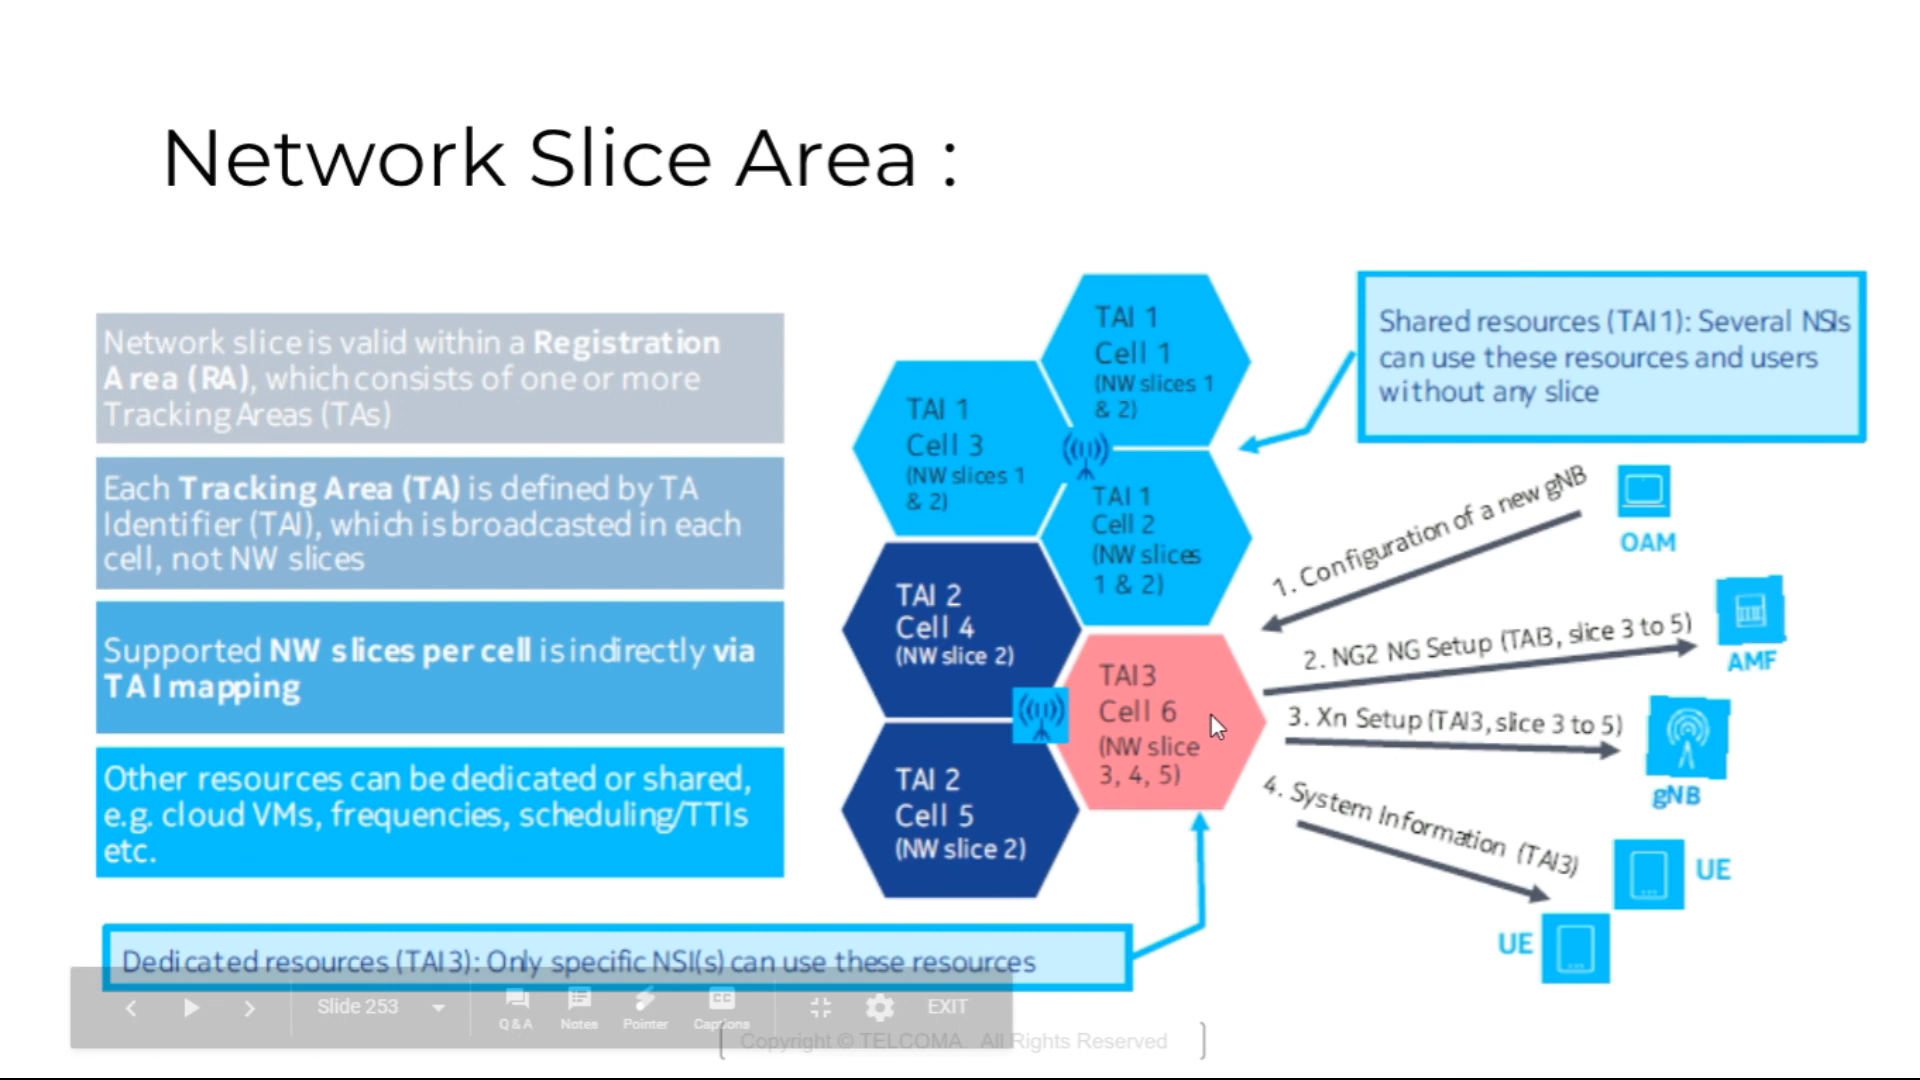 Network Slice Area :
Network slice is valid within a Registration
Area (RA), which consists of one or more
Tracking Areas (TAs)
Each Tracking Area (TA) is defined by TA
Identifier (TAI), which is broadcasted in each
cell, not NW slices
Supported NW slices per cell is indirectly via
TAI mapping
Other resources can be dedicated or shared,
e.g. cloud VMs, frequencies, scheduling/TTIs
etc.
TAI 1
Cell 1
(NW slices 1
& 2)
TAI 1
Cell 3
(NW slices 1
& 2)
TAI 1
Cell 2
(NW slices
1 & 2)
TAI 2
Cell 4
(NW slice 2)
TAI3
Cell 6
(NW slice
3, 4, 5)
TAI 2
Cell 5
(NW slice 2)
Shared resources (TAI1): Several NSIs
can use these resources and users
without any slice
1. Configuration of a new gNB
OAM
2. NG2 NG Setup (TAI3, slice 3 to 5)
AMF
3. Xn Setup (TAI3, slice 3 to 5)
gNB
4. System Information (TAI3)
UE
UE
Dedicated resources (TAI3): Only specific NSI(s) can use these resources
Slide 253
Q & A
Notes
Pointer
Captions
EXIT
Copyright © TELCOMA. All Rights Reserved